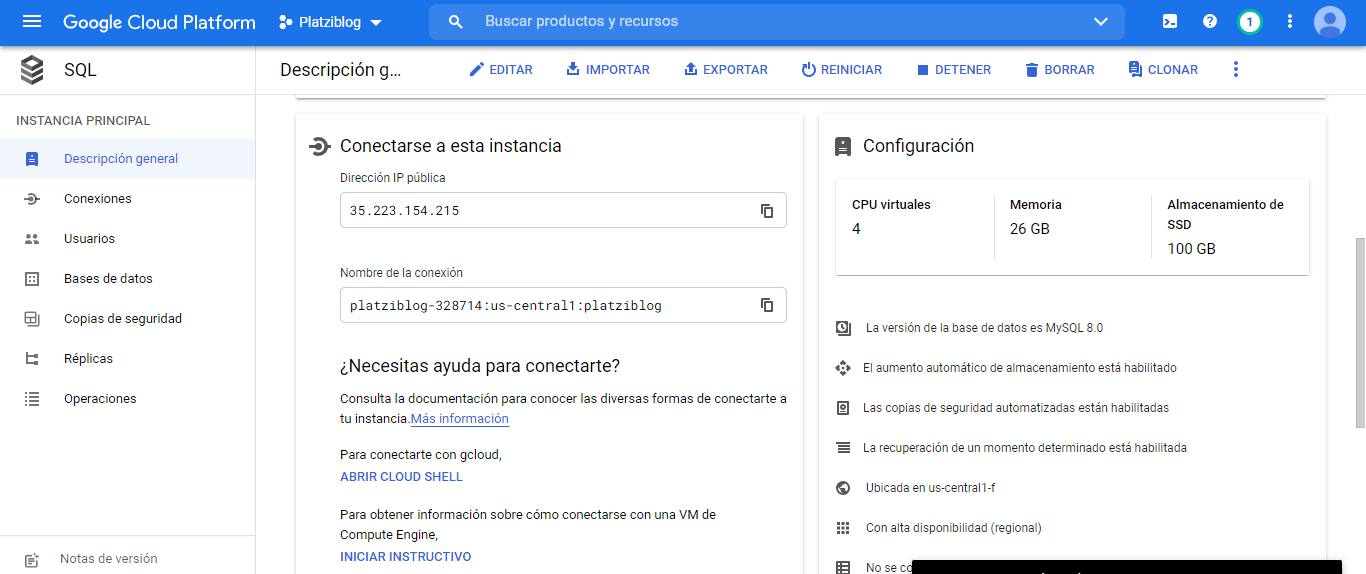 Google Cloud Platform
Platziblog
Buscar productos y recursos
1
SQL
Descripción g...
EDITAR
IMPORTAR
EXPORTAR
REINICIAR
DETENER
BORRAR
CLONAR
INSTANCIA PRINCIPAL
Descripción general
Conexiones
Usuarios
Bases de datos
Copias de seguridad
Réplicas
Operaciones
Notas de versión
Conectarse a esta instancia
Dirección IP pública
35.223.154.215
Nombre de la conexión
platziblog-328714:us-central1:platziblog
¿Necesitas ayuda para conectarte?
Consulta la documentación para conocer las diversas formas de conectarte a
tu instancia.Más información
Para conectarte con gcloud,
ABRIR CLOUD SHELL
Para obtener información sobre cómo conectarse con una VM de
Compute Engine,
INICIAR INSTRUCTIVO
Configuración
CPU virtuales
4
Memoria
26 GB
Almacenamiento de
SSD
100 GB
La versión de la base de datos es MySQL 8.0
El aumento automático de almacenamiento está habilitado
Las copias de seguridad automatizadas están habilitadas
La recuperación de un momento determinado está habilitada
Ubicada en us-central1-f
Con alta disponibilidad (regional)
No se